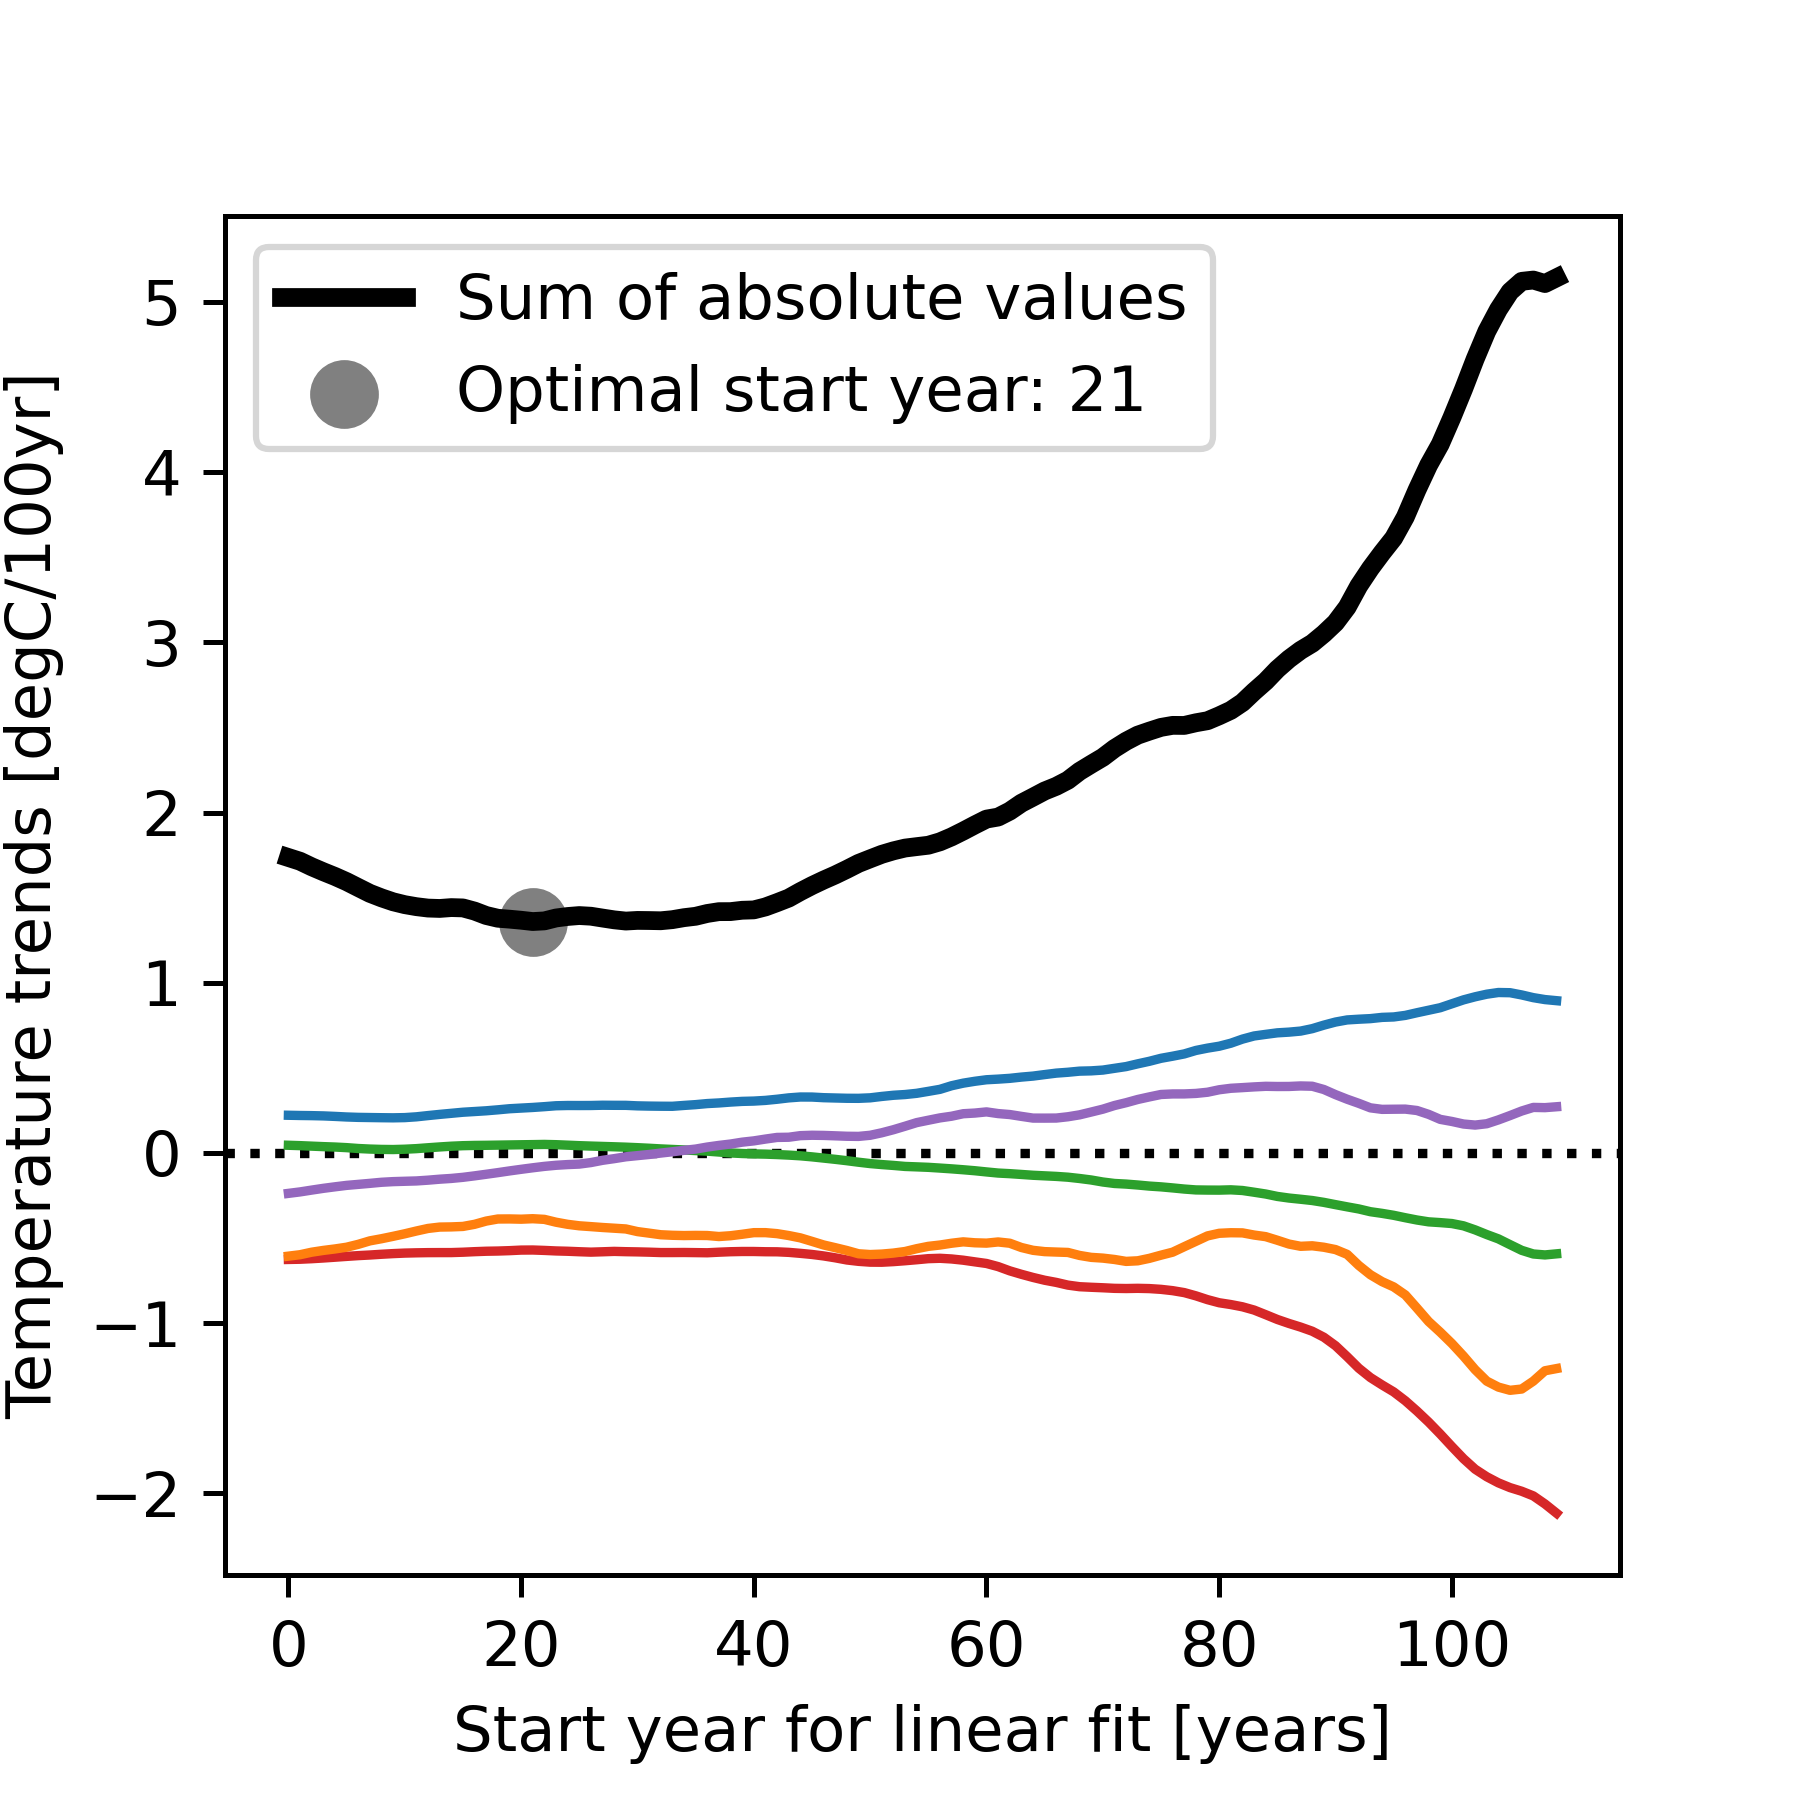 Sum of absolute values
Optimal start year: 21
Temperature trends [degC/100yr]
5
4
3
2
1
0
−1
−2
0 20 40 60 80 100
Start year for linear fit [years]